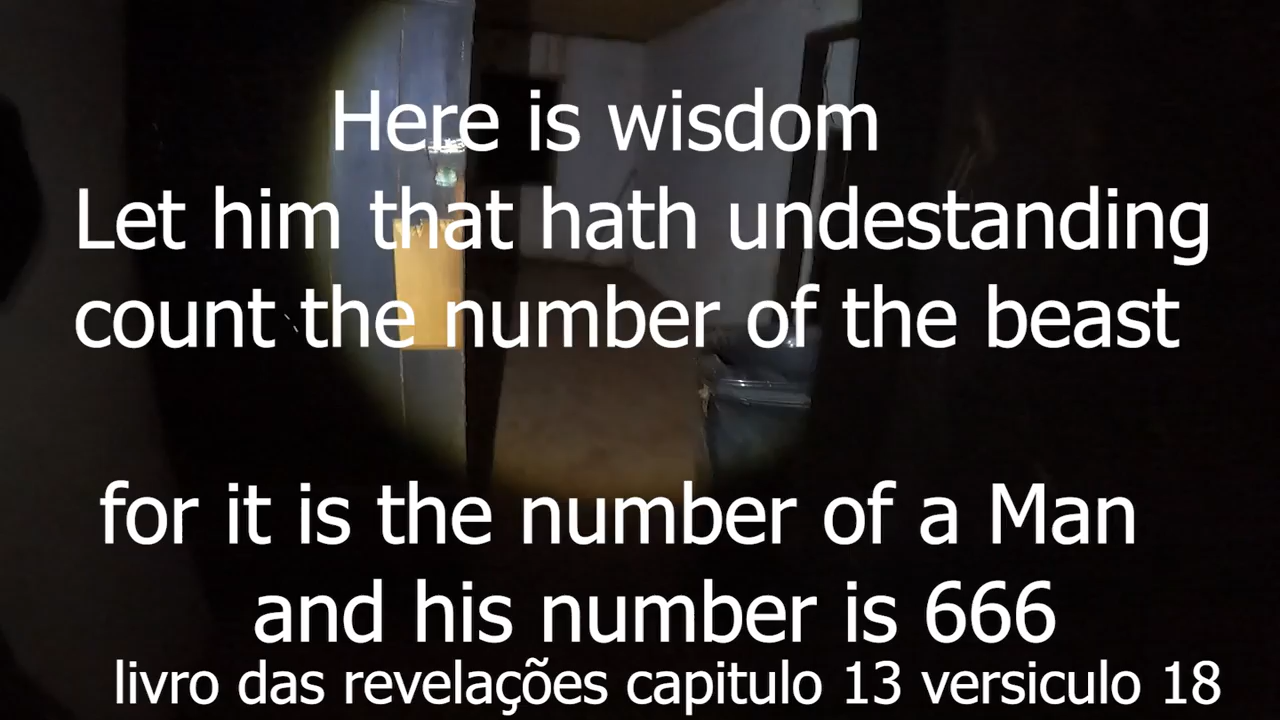 Here is wisdom
Let him that hath undestanding
count the number of the beast
for it is the number of a Man
and his number is 666
livro das revelações capitulo 13 versiculo 18